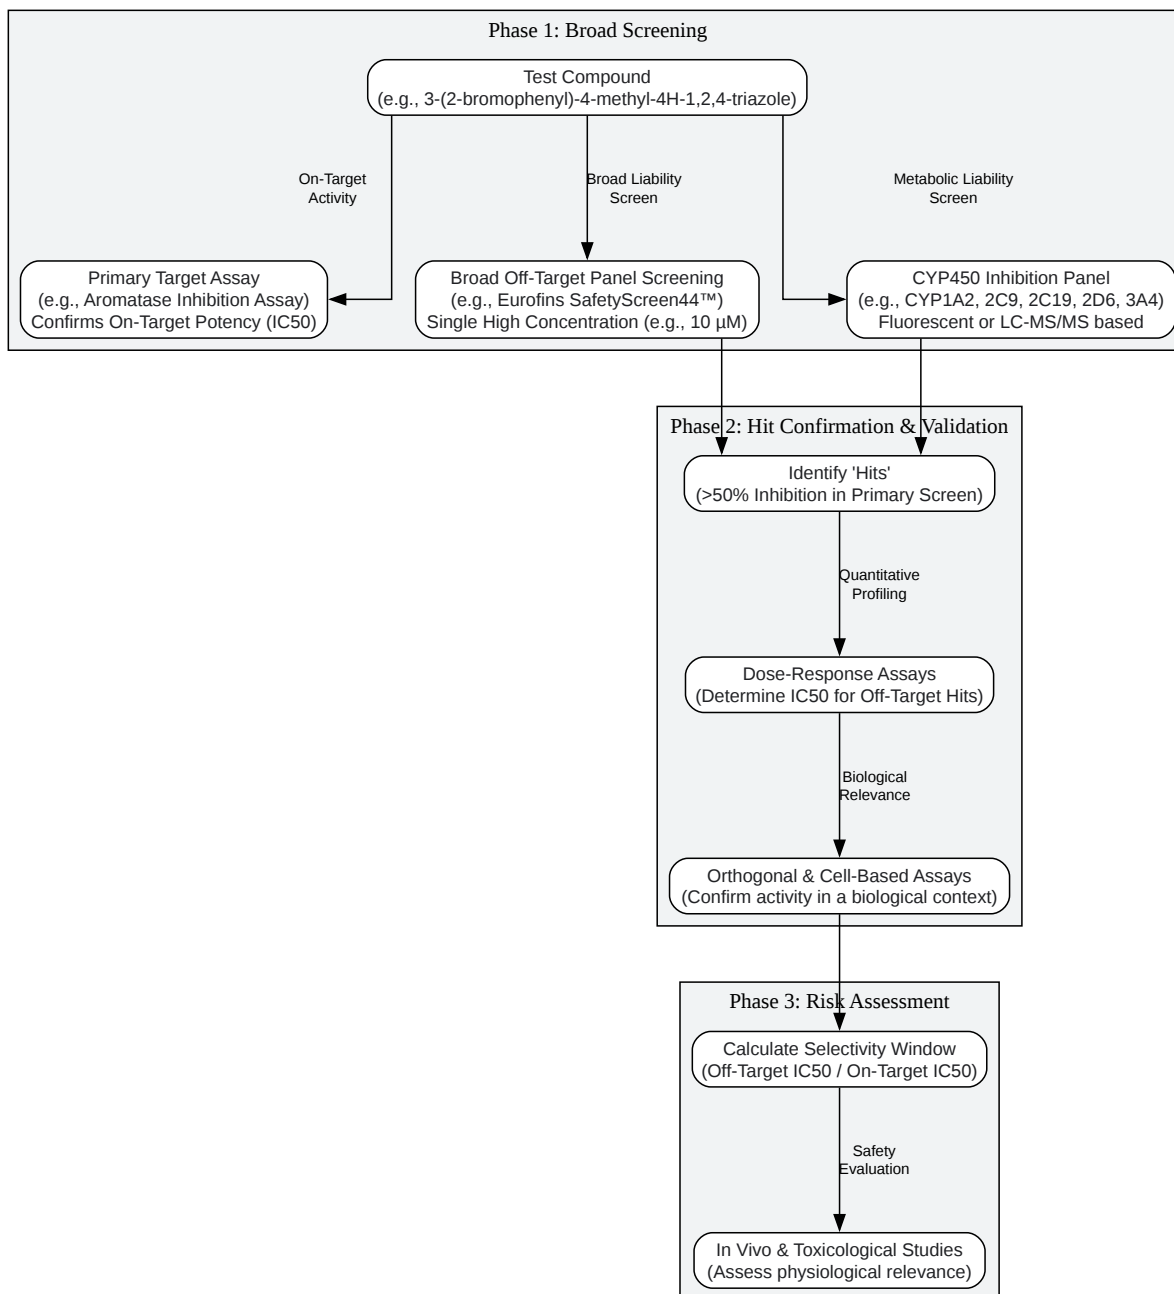 Phase 1: Broad Screening
Test Compound
(e.g., 3-(2-bromophenyl)-4-methyl-4H-1,2,4-triazole)
On-Target
Activity
Broad Liability
Screen
Metabolic Liability
Screen
Primary Target Assay
(e.g., Aromatase Inhibition Assay)
Confirms On-Target Potency (IC50)
Broad Off-Target Panel Screening
(e.g., Eurofins SafetyScreen44™)
Single High Concentration (e.g., 10 µM)
CYP450 Inhibition Panel
(e.g., CYP1A2, 2C9, 2C19, 2D6, 3A4)
Fluorescent or LC-MS/MS based
Phase 2: Hit Confirmation & Validation
Identify 'Hits'
(>50% Inhibition in Primary Screen)
Quantitative
Profiling
Dose-Response Assays
(Determine IC50 for Off-Target Hits)
Biological
Relevance
Orthogonal & Cell-Based Assays
(Confirm activity in a biological context)
Phase 3: Risk Assessment
Calculate Selectivity Window
(Off-Target IC50 / On-Target IC50)
Safety
Evaluation
In Vivo & Toxicological Studies
(Assess physiological relevance)